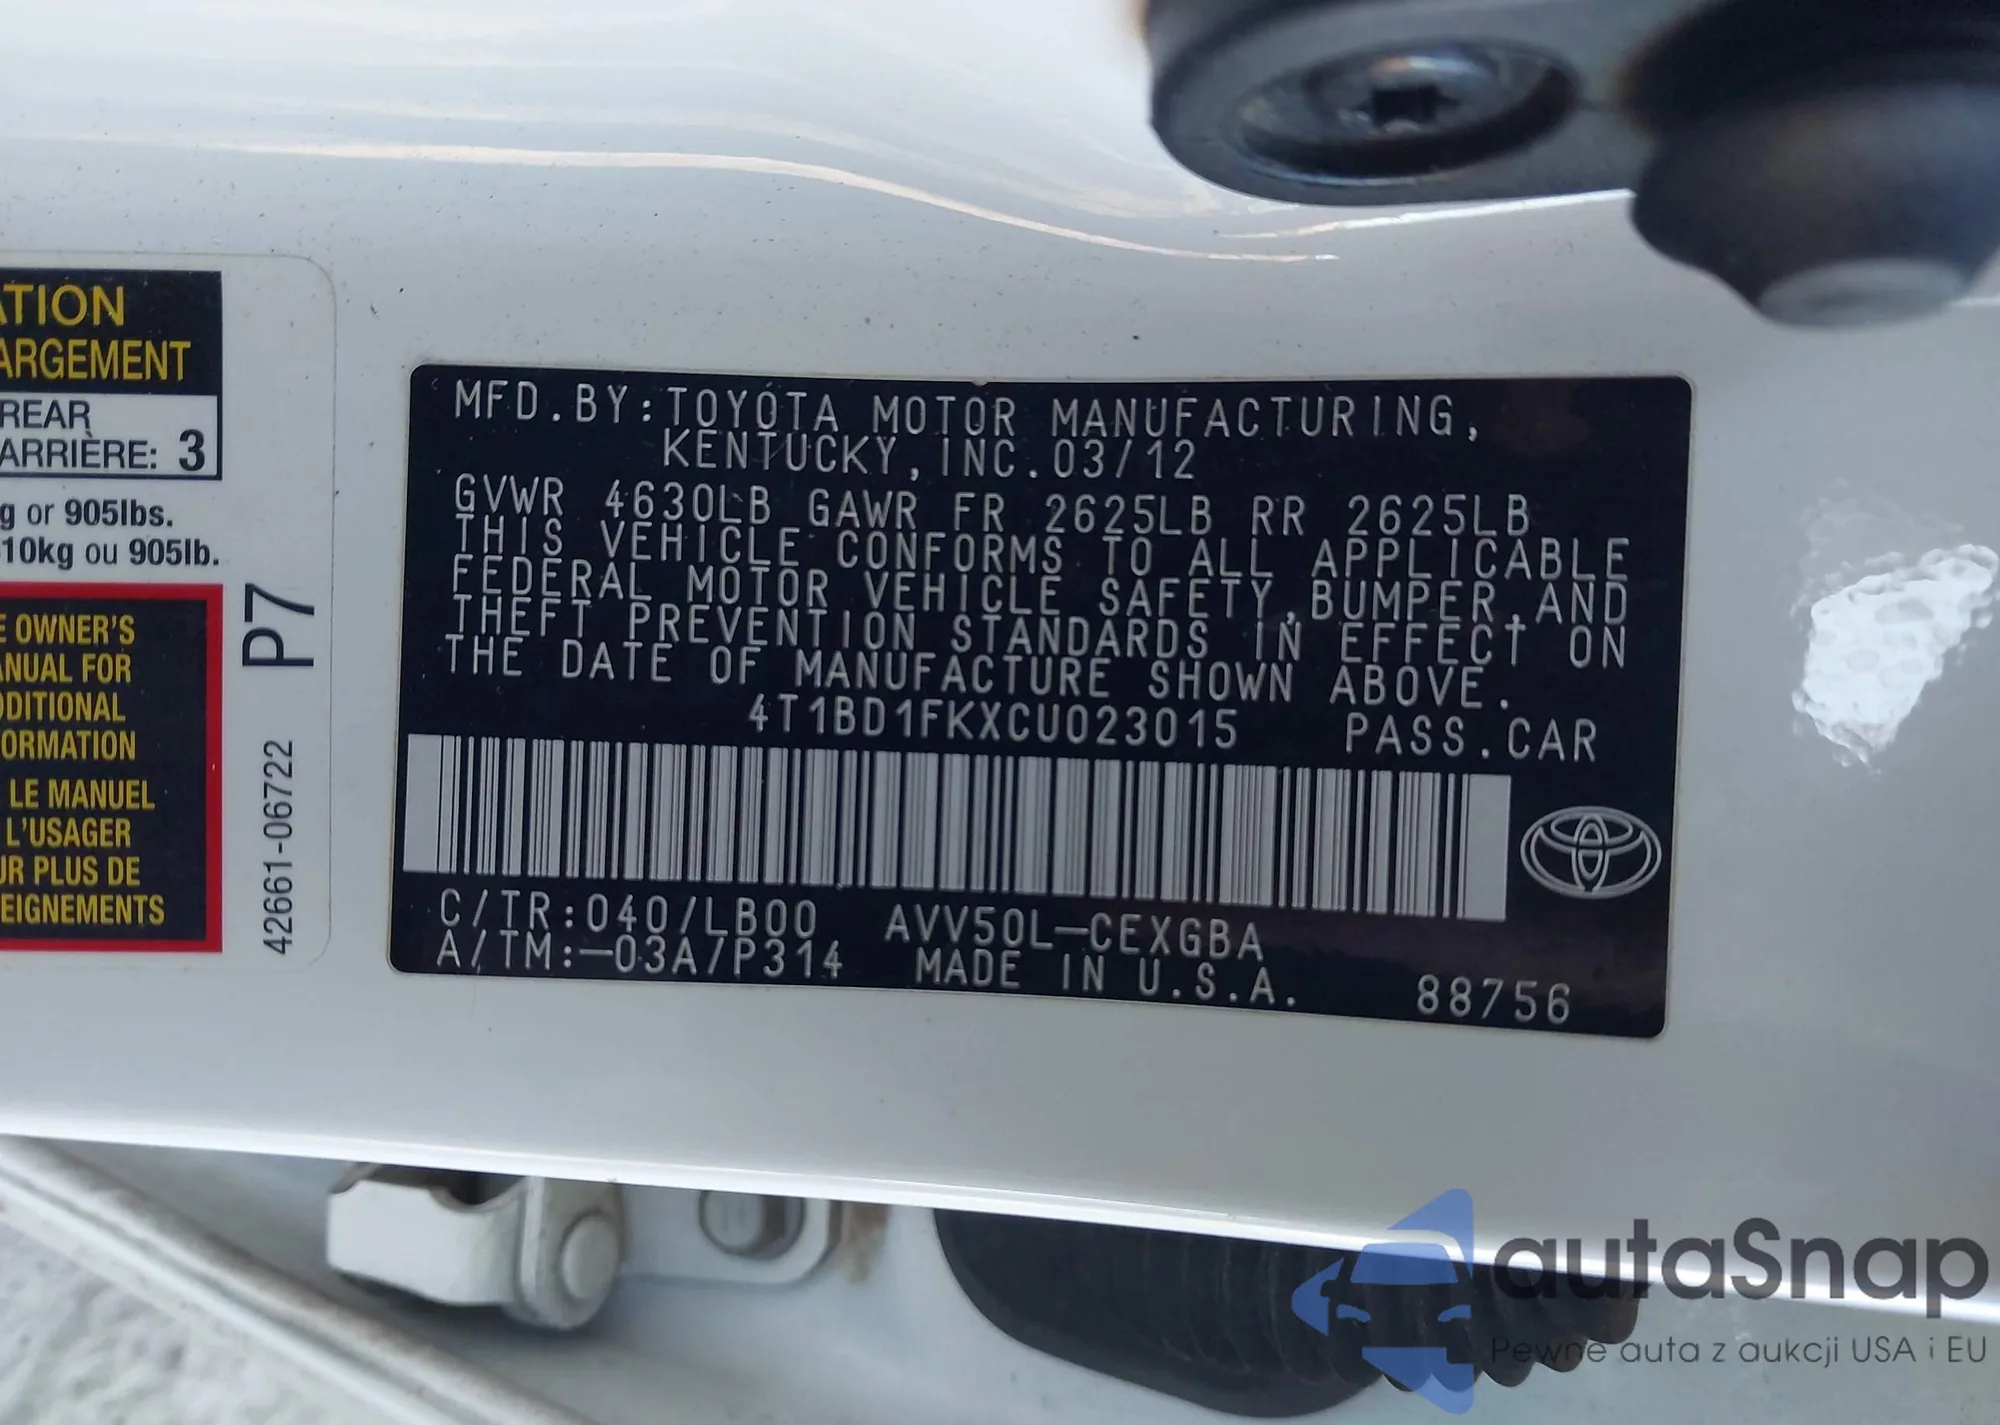 ATION
ARGEMENT
REAR
ARRIÈRE: 3
g or 905lbs.
10kg ou 905lb.
E OWNER'S
ANUAL FOR
DDITIONAL
FORMATION
LE MANUEL
L'USAGER
UR PLUS DE
EIGNEMENTS
P7
42661-06722
MFD.BY:TOYOTA MOTOR MANUFACTURING,
KENTUCKY,INC.03/12
GVWR 4630LB GAWR FR 2625LB RR 2625LB
THIS VEHICLE CONFORMS TO ALL APPLICABLE
FEDERAL MOTOR VEHICLE SAFETY,BUMPER,AND
THEFT PREVENTION STANDARDS IN EFFECT ON
THE DATE OF MANUFACTURE SHOWN ABOVE.
4T1BD1FKXCU023015 PASS.CAR
C/TR:040/LB00 AVV50L-CEXGBA
A/TM:-03A/P314 MADE IN U.S.A. 88756
autaSnap
Pewne auta z aukcji USA i EU